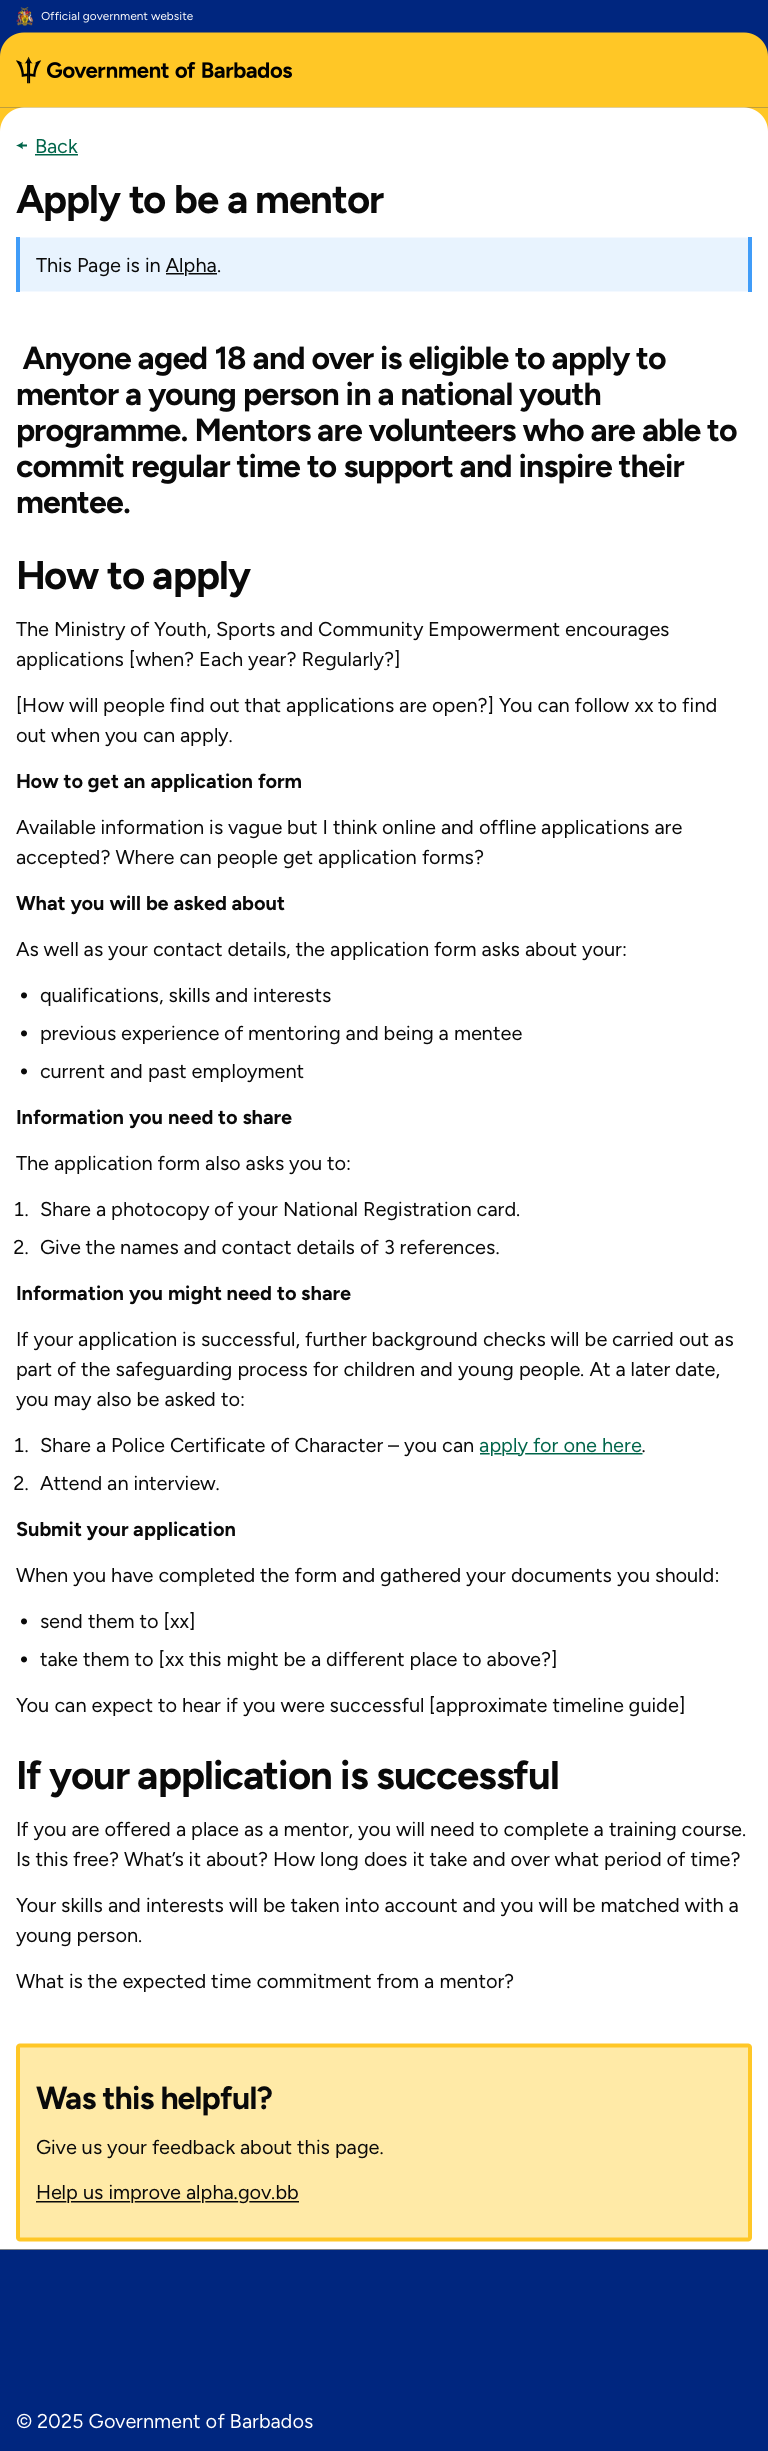 Official government website
Government of Barbados
Back
Apply to be a mentor
This Page is in Alpha.
Anyone aged 18 and over is eligible to apply to
mentor a young person in a national youth
programme. Mentors are volunteers who are able to
commit regular time to support and inspire their
mentee.
How to apply
The Ministry of Youth, Sports and Community Empowerment encourages
applications [when? Each year? Regularly?]
[How will people find out that applications are open?] You can follow xx to find
out when you can apply.
How to get an application form
Available information is vague but I think online and offline applications are
accepted? Where can people get application forms?
What you will be asked about
As well as your contact details, the application form asks about your:
• qualifications, skills and interests
• previous experience of mentoring and being a mentee
• current and past employment
Information you need to share
The application form also asks you to:
1. Share a photocopy of your National Registration card.
2. Give the names and contact details of 3 references.
Information you might need to share
If your application is successful, further background checks will be carried out as
part of the safeguarding process for children and young people. At a later date,
you may also be asked to:
1. Share a Police Certificate of Character – you can apply for one here.
2. Attend an interview.
Submit your application
When you have completed the form and gathered your documents you should:
• send them to [xx]
• take them to [xx this might be a different place to above?]
You can expect to hear if you were successful [approximate timeline guide]
If your application is successful
If you are offered a place as a mentor, you will need to complete a training course.
Is this free? What’s it about? How long does it take and over what period of time?
Your skills and interests will be taken into account and you will be matched with a
young person.
What is the expected time commitment from a mentor?
Was this helpful?
Give us your feedback about this page.
Help us improve alpha.gov.bb
© 2025 Government of Barbados